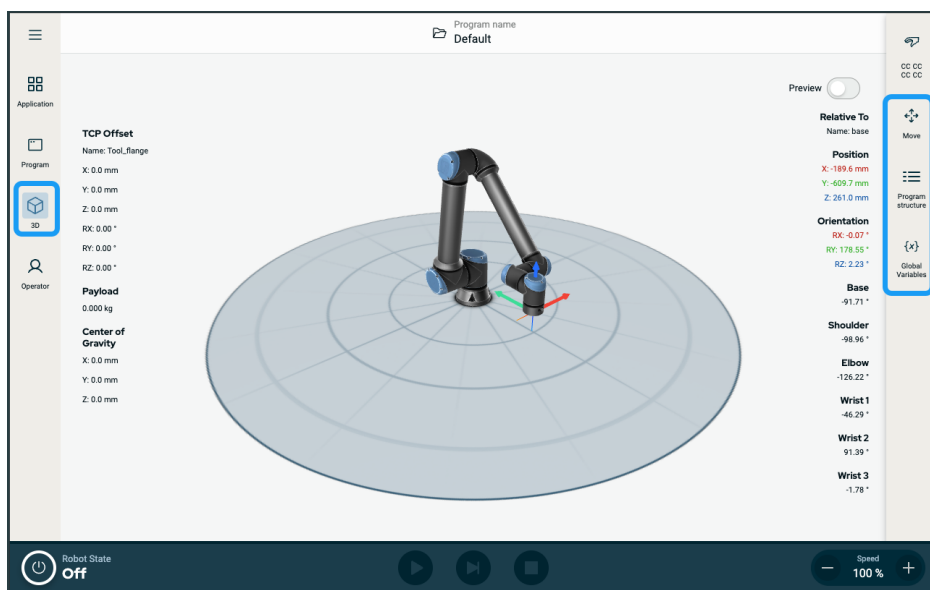 Program name
Default
Application
Program
3D
Operator
TCP Offset
Name: Tool_flange
X: 0.0 mm
Y: 0.0 mm
Z: 0.0 mm
RX: 0.00 °
RY: 0.00 °
RZ: 0.00 °
Payload
0.000 kg
Center of
Gravity
X: 0.0 mm
Y: 0.0 mm
Z: 0.0 mm
Preview
Relative To
Name: base
Position
X: -189.6 mm
Y: -609.7 mm
Z: 261.0 mm
Orientation
RX: -0.07 °
RY: 178.55 °
RZ: 2.23 °
Base
-91.71 °
Shoulder
-98.96 °
Elbow
-126.22 °
Wrist 1
-46.29 °
Wrist 2
91.39 °
Wrist 3
-1.78 °
CC CC
CC CC
Move
Program
structure
{x}
Global
Variables
Robot State
Off
Speed
100 %